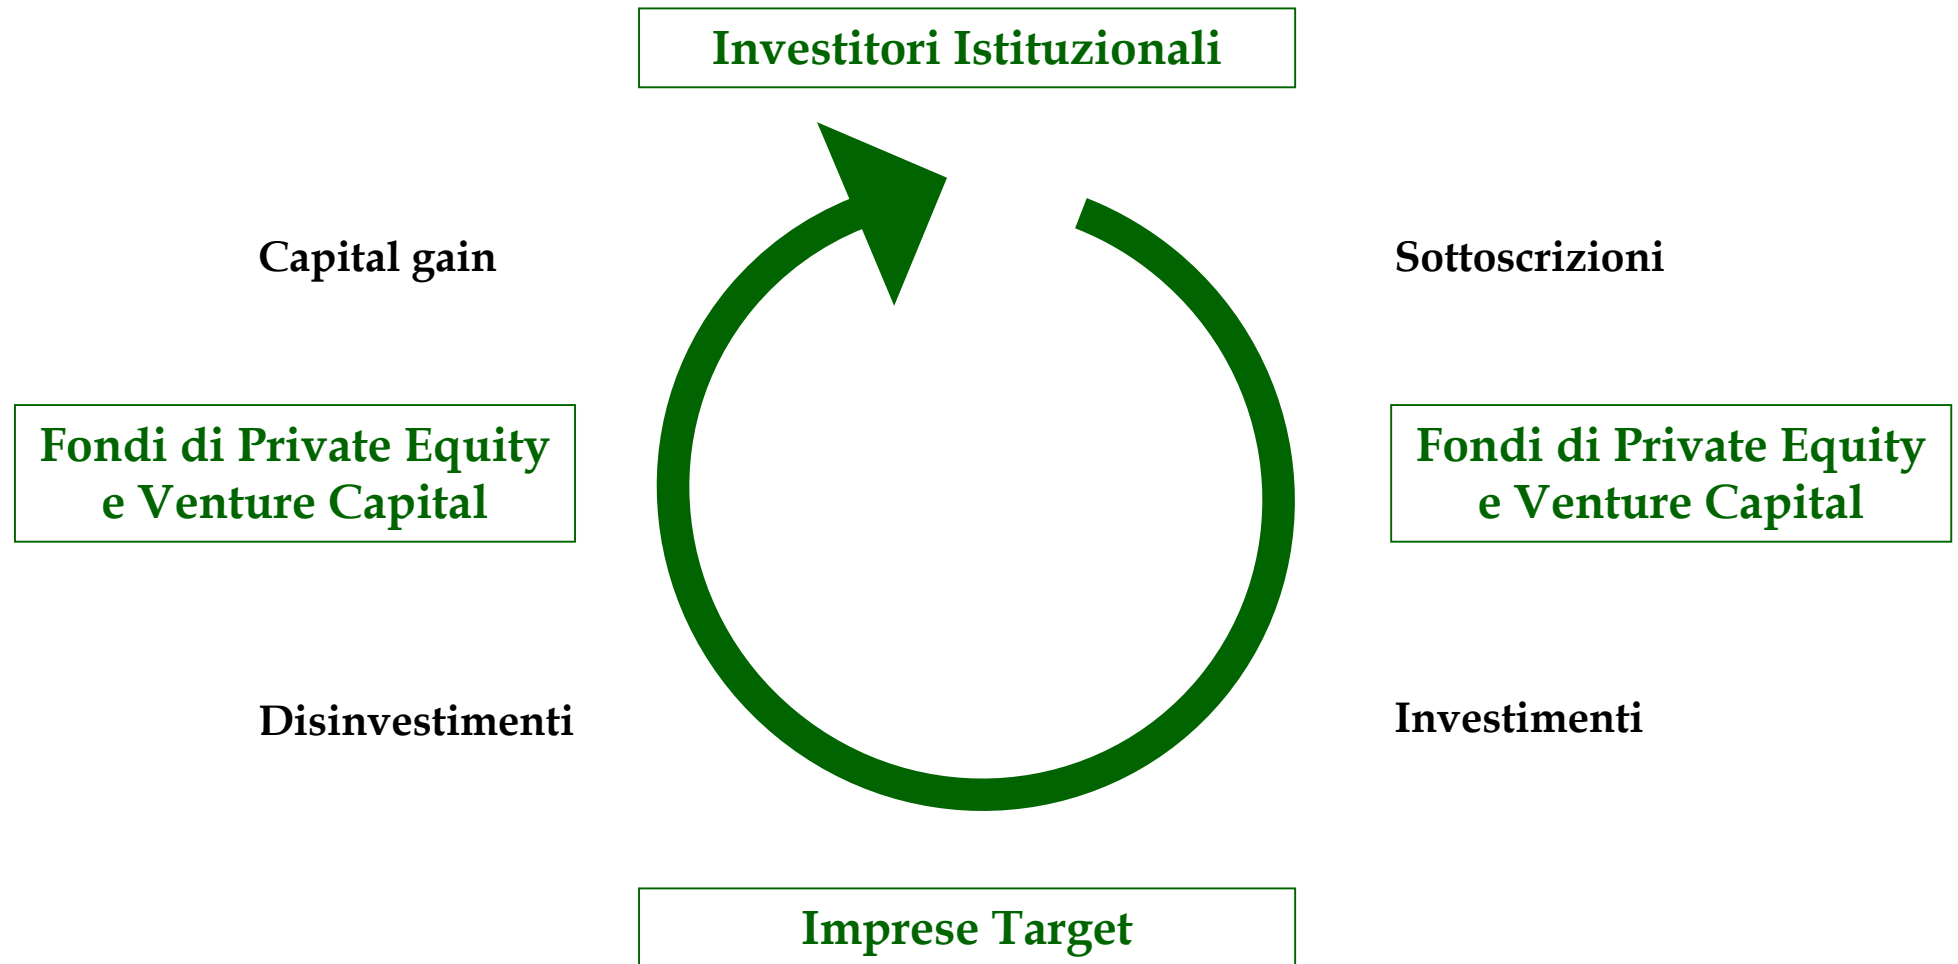 Investitori Istituzionali
Capital gain
Sottoscrizioni
Fondi di Private Equity
e Venture Capital
Fondi di Private Equity
e Venture Capital
Disinvestimenti
Investimenti
Imprese Target